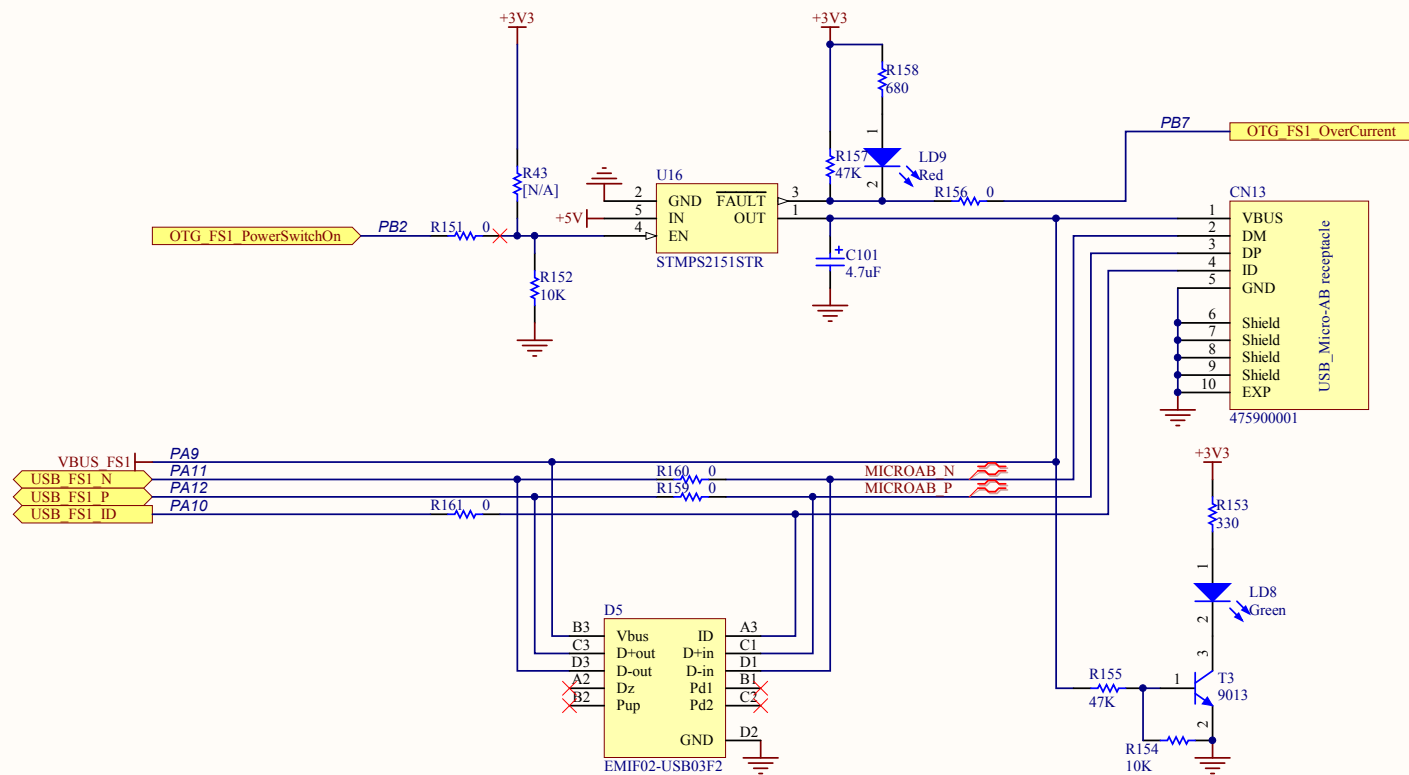 +3V3
+3V3
R158
680
PB7
OTG_FS1_OverCurrent
R43
[N/A]
U16
R157
47K
1
2
LD9
Red
R156 0
CN13
2 GND FAULT 3
+5V 5 IN OUT 1
4 EN
STMPS2151STR
OTG_FS1_PowerSwitchOn PB2 R151 0
R152
10K
C101
4.7uF
+
1 VBUS
2 DM
3 DP
4 ID
5 GND
6 Shield
7 Shield
8 Shield
9 Shield
10 EXP
USB_Micro-AB receptacle
475900001
VBUS_FS1 PA9
USB_FS1_N PA11 R160 0 MICROAB_N
USB_FS1_P PA12 R159 0 MICROAB_P
USB_FS1_ID PA10 R161 0
+3V3
R153
330
1
LD8
Green
2
3
D5
B3 Vbus ID A3
C3 D+out D+in C1
D3 D-out D-in D1
A2 Dz Pd1 B1
B2 Pup Pd2 C2
GND D2
EMIF02-USB03F2
R155
47K
1
T3
9013
2
R154
10K